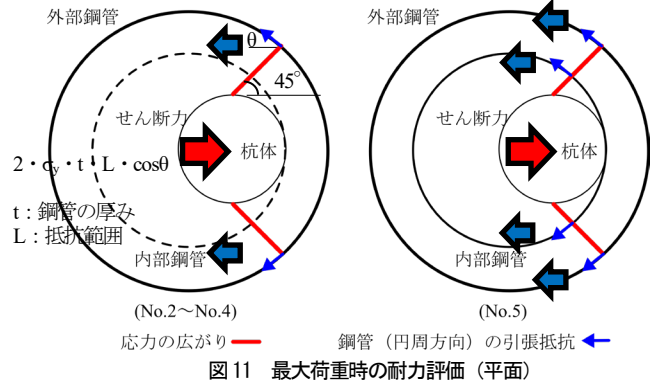 外部鋼管
θ
45°
せん断力
杭体
2・σy・t・L・cosθ
t：鋼管の厚み
L：抵抗範囲
内部鋼管
(No.2～No.4)
外部鋼管
せん断力
杭体
内部鋼管
(No.5)
応力の広がり
鋼管（円周方向）の引張抵抗
図11　最大荷重時の耐力評価（平面）